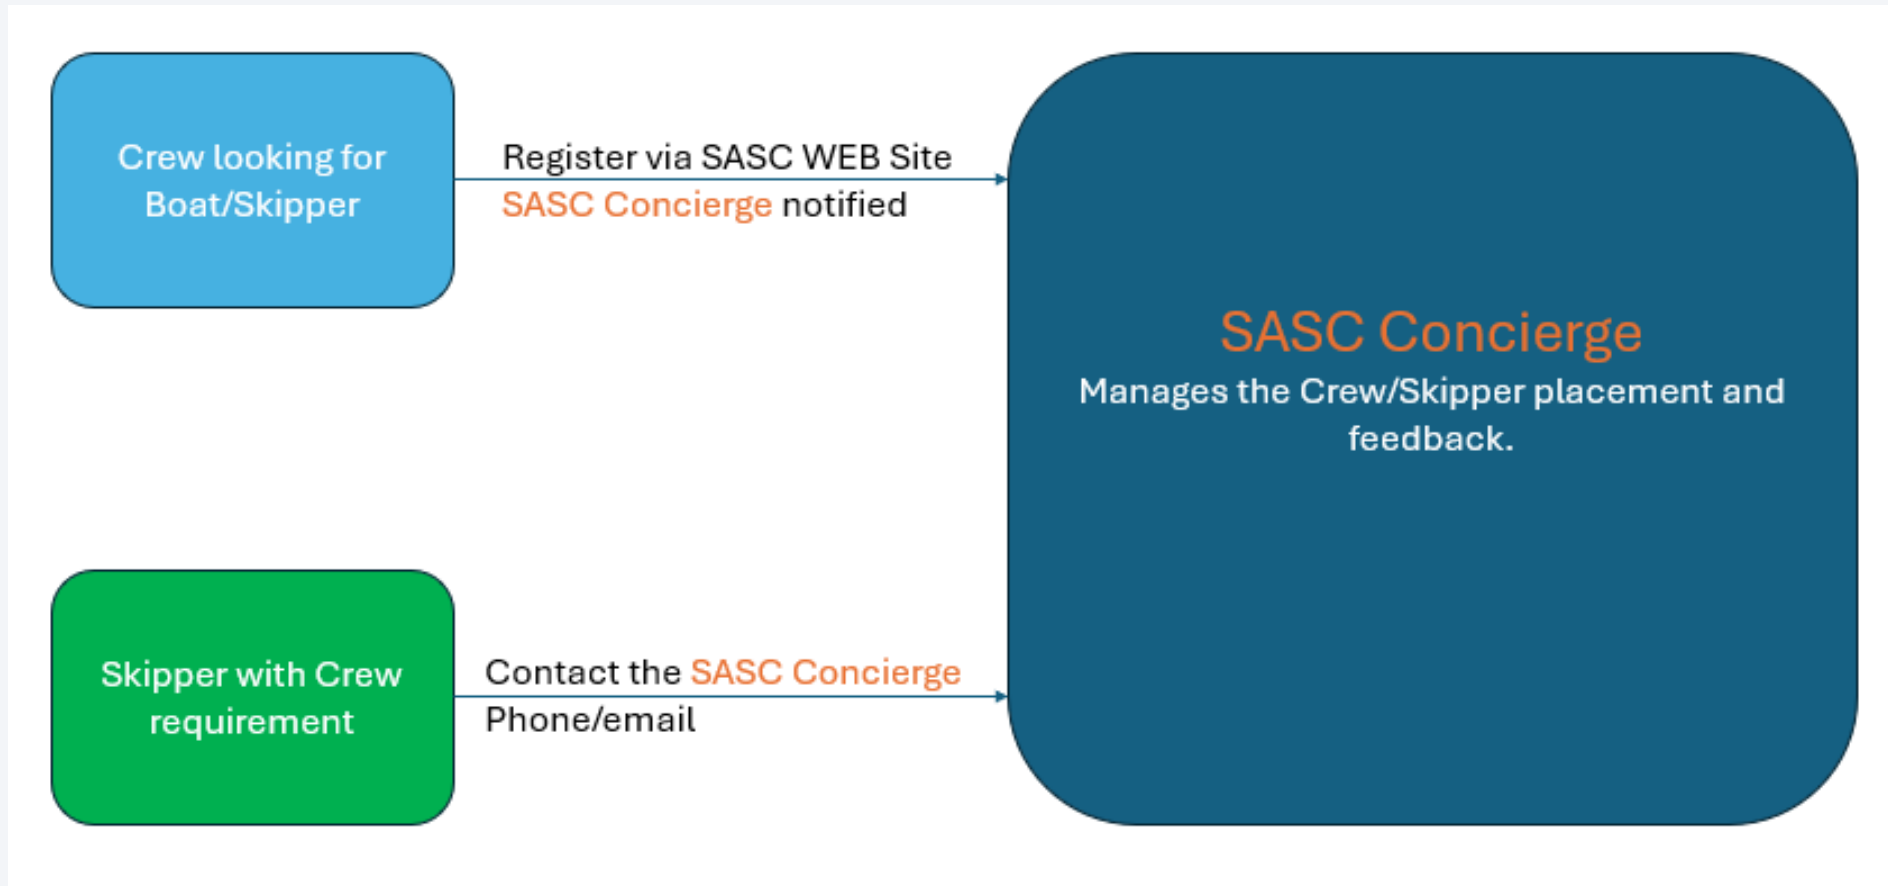 Crew looking for
Boat/Skipper
Register via SASC WEB Site
SASC Concierge notified
SASC Concierge
Manages the Crew/Skipper placement and
feedback.
Skipper with Crew
requirement
Contact the SASC Concierge
Phone/email